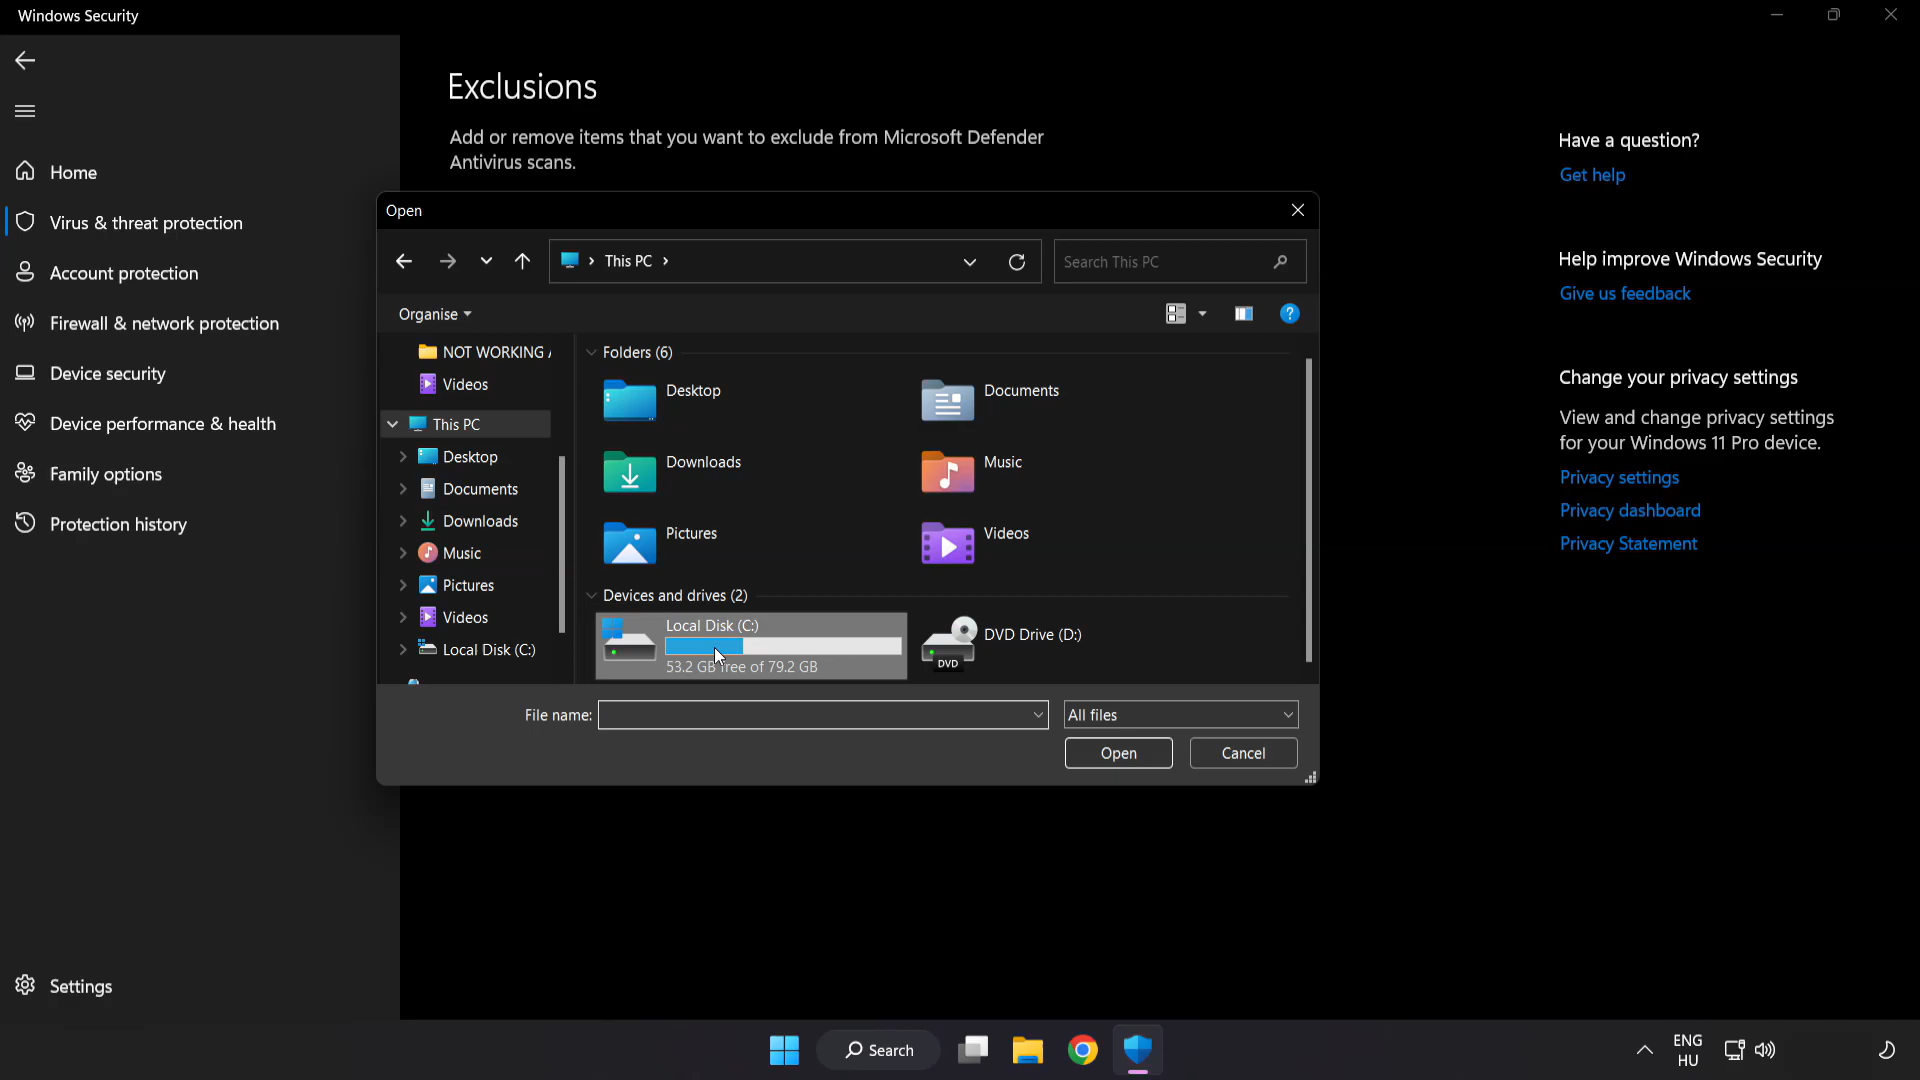 Windows Security
Home
Virus & threat protection
Account protection
Firewall & network protection
Device security
Device performance & health
Family options
Protection history
Settings
Exclusions
Add or remove items that you want to exclude from Microsoft Defender
Antivirus scans.
Open
This PC
Search This PC
Organise
NOT WORKING
Videos
This PC
Desktop
Documents
Downloads
Music
Pictures
Videos
Local Disk (C:)
Folders (6)
Desktop
Documents
Downloads
Music
Pictures
Videos
Devices and drives (2)
Local Disk (C:)
53.2 GB free of 79.2 GB
DVD
DVD Drive (D:)
File name:
All files
Open
Cancel
Have a question?
Get help
Help improve Windows Security
Give us feedback
Change your privacy settings
View and change privacy settings
for your Windows 11 Pro device.
Privacy settings
Privacy dashboard
Privacy Statement
Search
ENG
HU